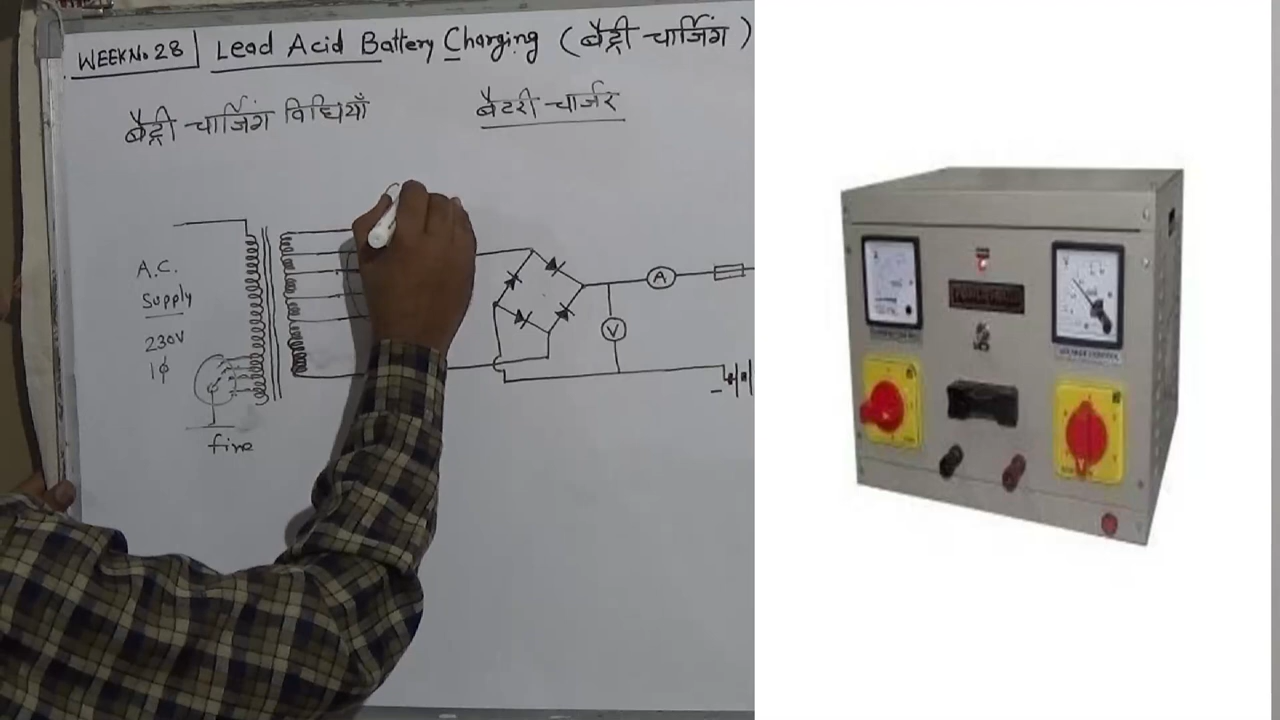 WEEK No. 28 Lead Acid Battery Charging (बैट्री चार्जिंग)
बैट्री चार्जिंग विधियाँ
बैटरी चार्जर
A.C.
Supply
230V
1ϕ
fine
A
V